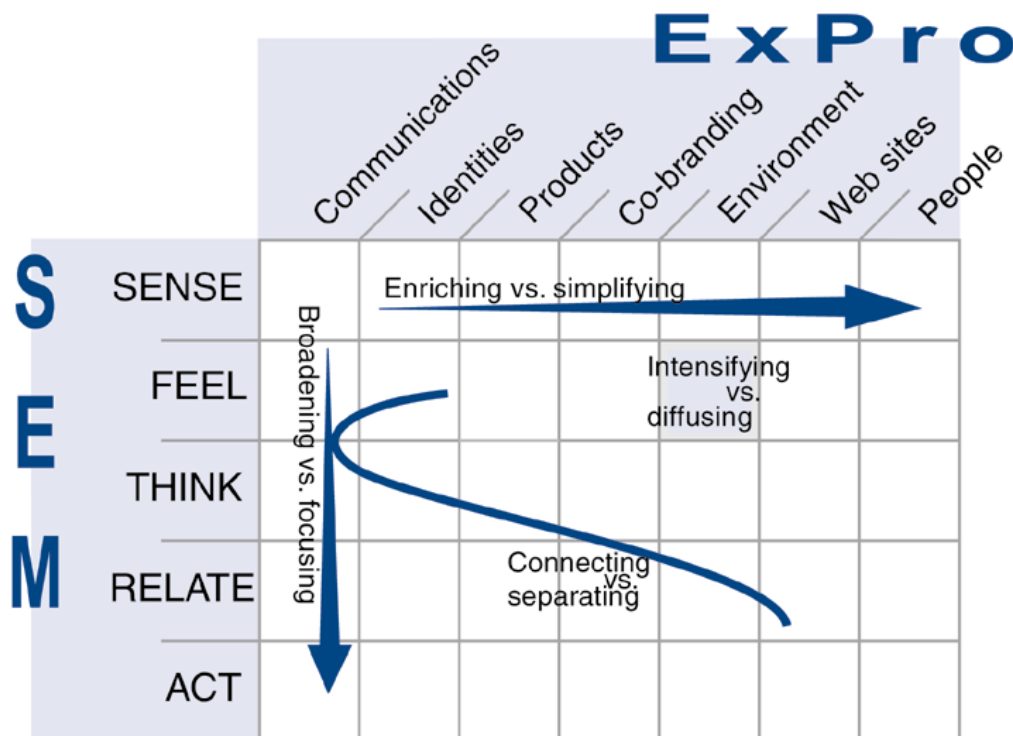 ExPro
Communications
Identities
Products
Co-branding
Environment
Web sites
People
S
E
M
SENSE
FEEL
THINK
RELATE
ACT
Enriching vs. simplifying
Broadening vs. focusing
Intensifying
vs.
diffusing
Connecting
vs.
separating